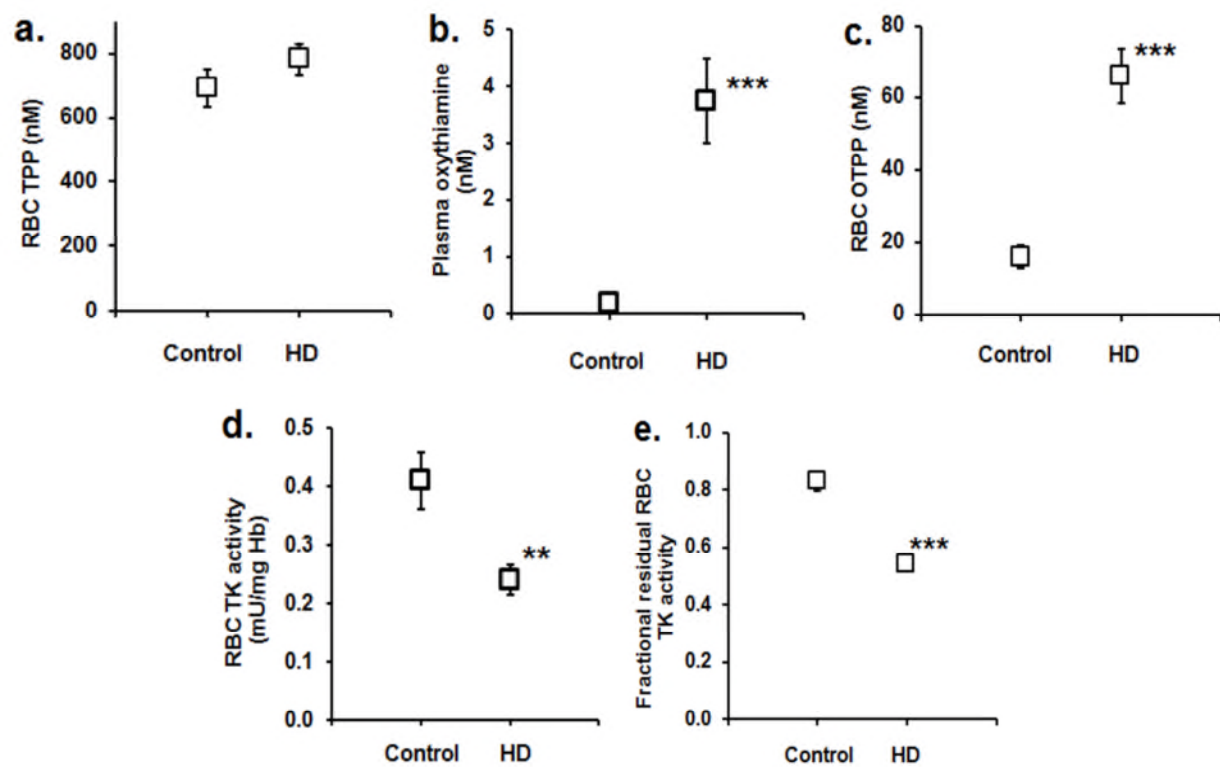 a.
RBC TPP (nM)
800
600
400
200
0
Control HD
b.
Plasma oxythiamine
(nM)
5
4
3
2
1
0
***
Control HD
c.
RBC OTPP (nM)
80
60
40
20
0
***
Control HD
d.
RBC TK activity
(mU/mg Hb)
0.5
0.4
0.3
0.2
0.1
0.0
**
Control HD
e.
Fractional residual RBC
TK activity
1.0
0.8
0.6
0.4
0.2
0.0
***
Control HD